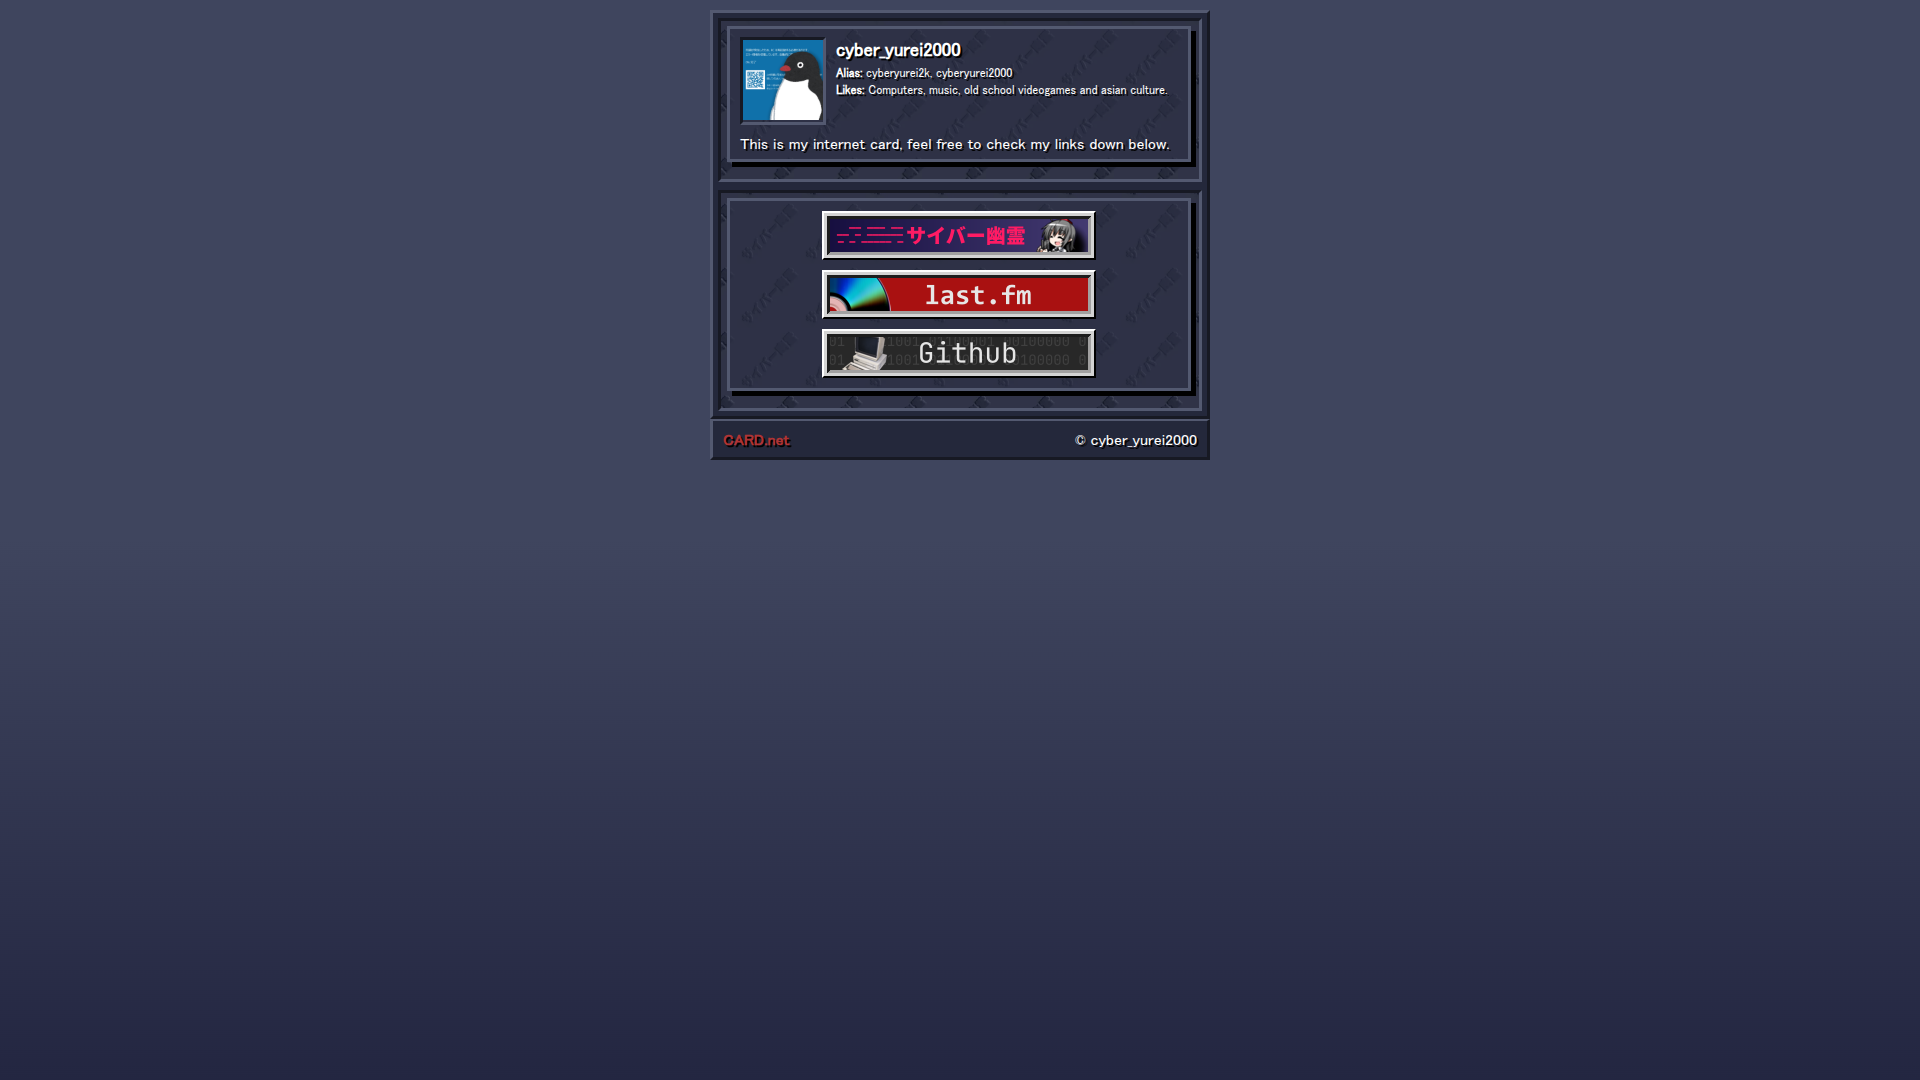 cyber_yurei2000
Alias: cyberyurei2k, cyberyurei2000
Likes: Computers, music, old school videogames and asian culture.
This is my internet card, feel free to check my links down below.
サイバー幽霊
last.fm
Github
CARD.net
© cyber_yurei2000